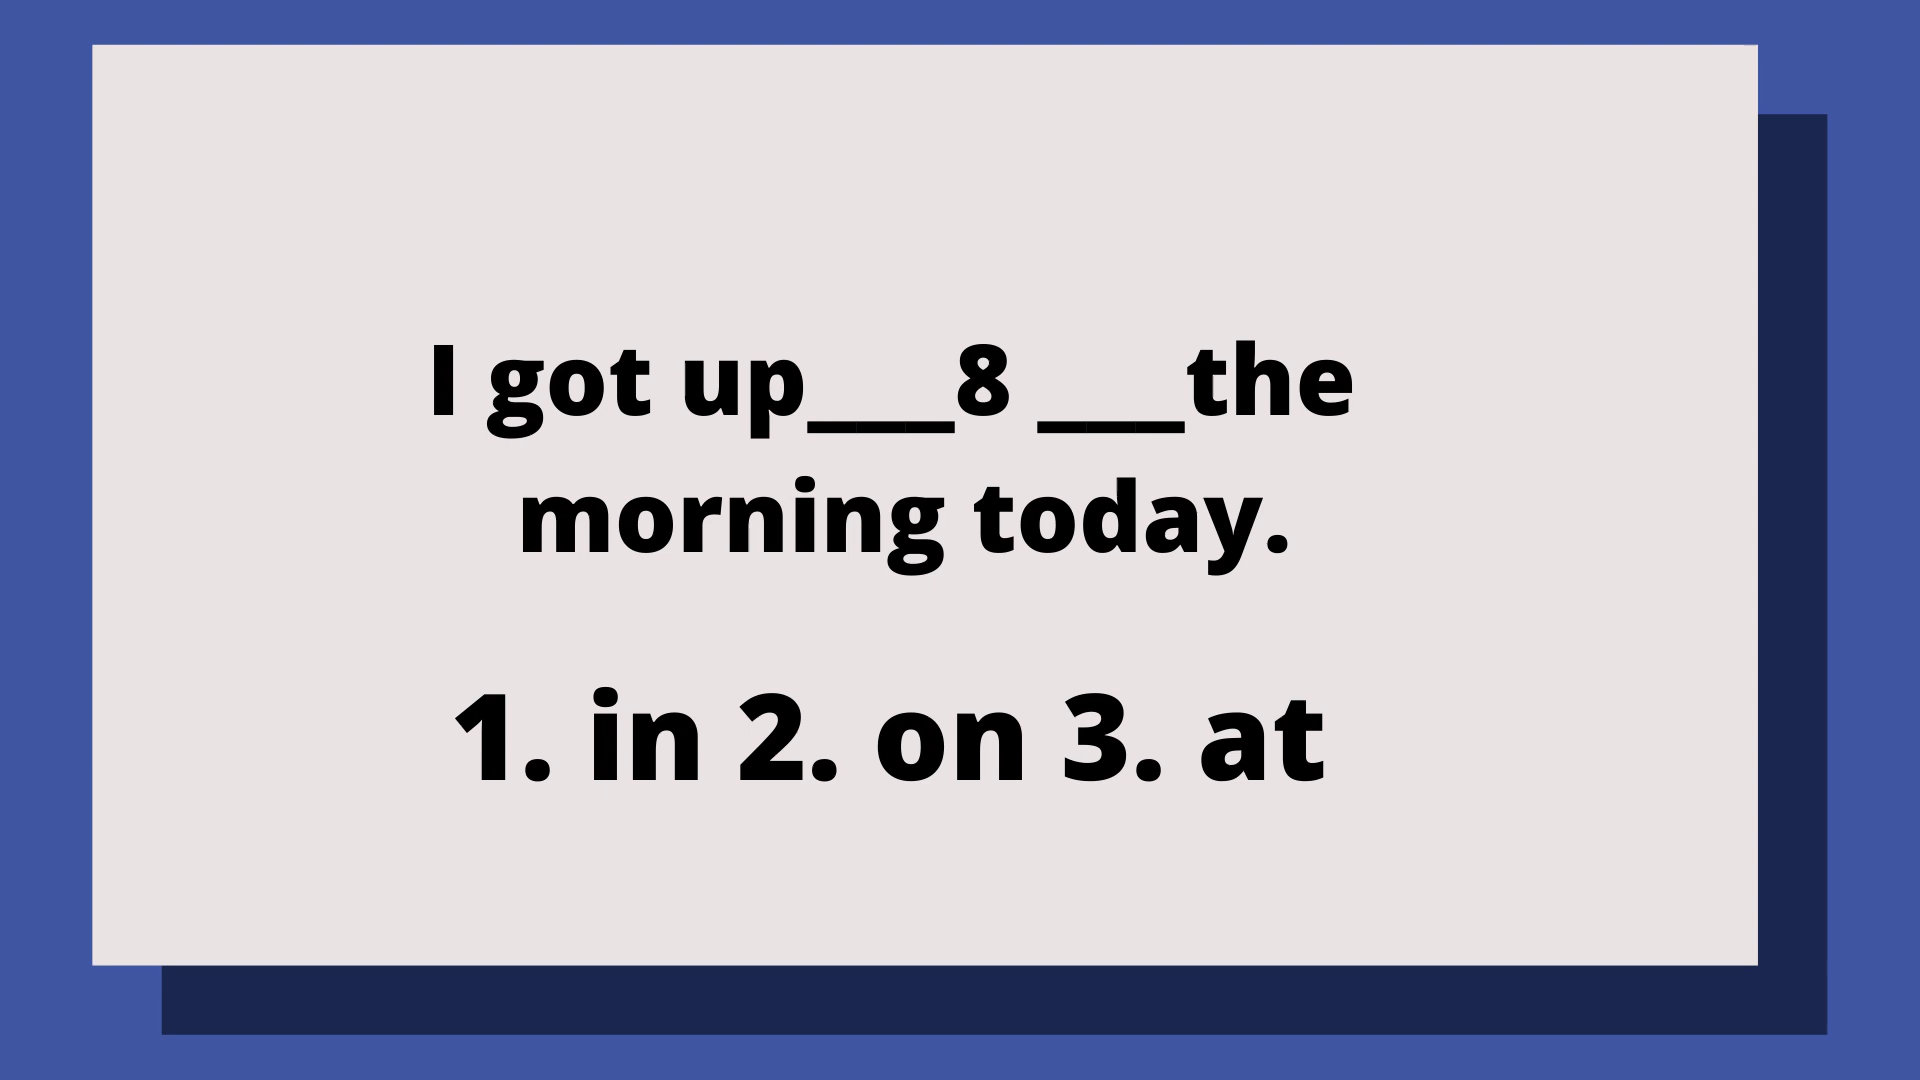 I got up___8 ___the
morning today.
1. in 2. on 3. at